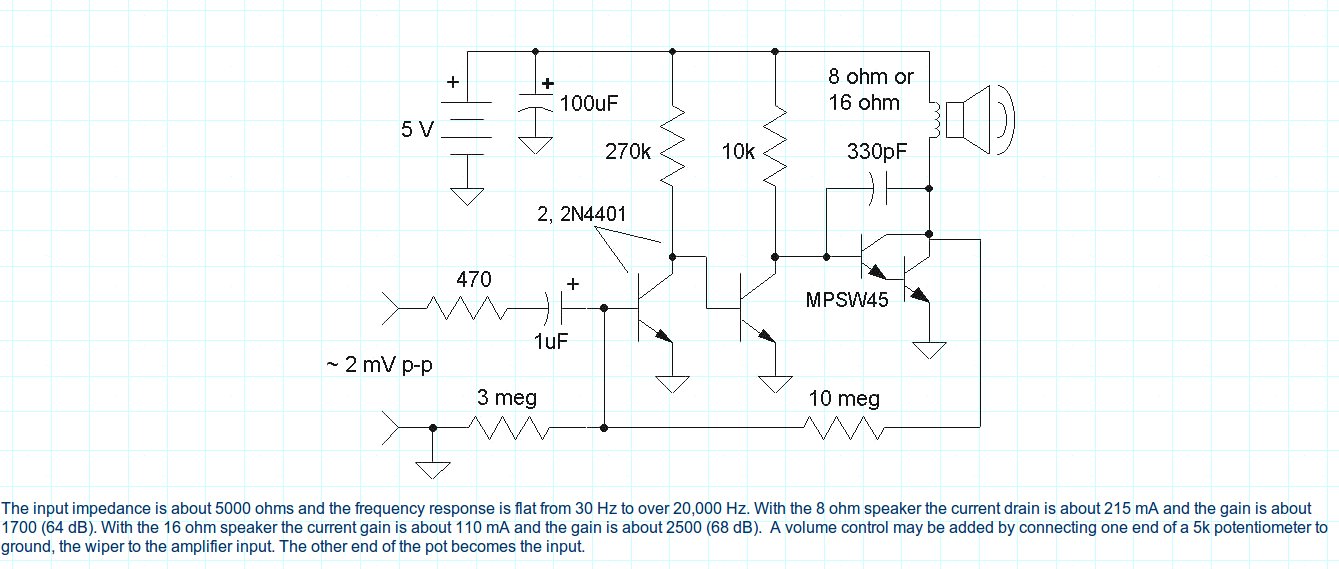 8 ohm or
16 ohm
+
+
100uF
5 V
270k
10k
330pF
2, 2N4401
470
+
MPSW45
1uF
~ 2 mV p-p
3 meg
10 meg
The input impedance is about 5000 ohms and the frequency response is flat from 30 Hz to over 20,000 Hz. With the 8 ohm speaker the current drain is about 215 mA and the gain is about
1700 (64 dB). With the 16 ohm speaker the current gain is about 110 mA and the gain is about 2500 (68 dB).  A volume control may be added by connecting one end of a 5k potentiometer to
ground, the wiper to the amplifier input. The other end of the pot becomes the input.